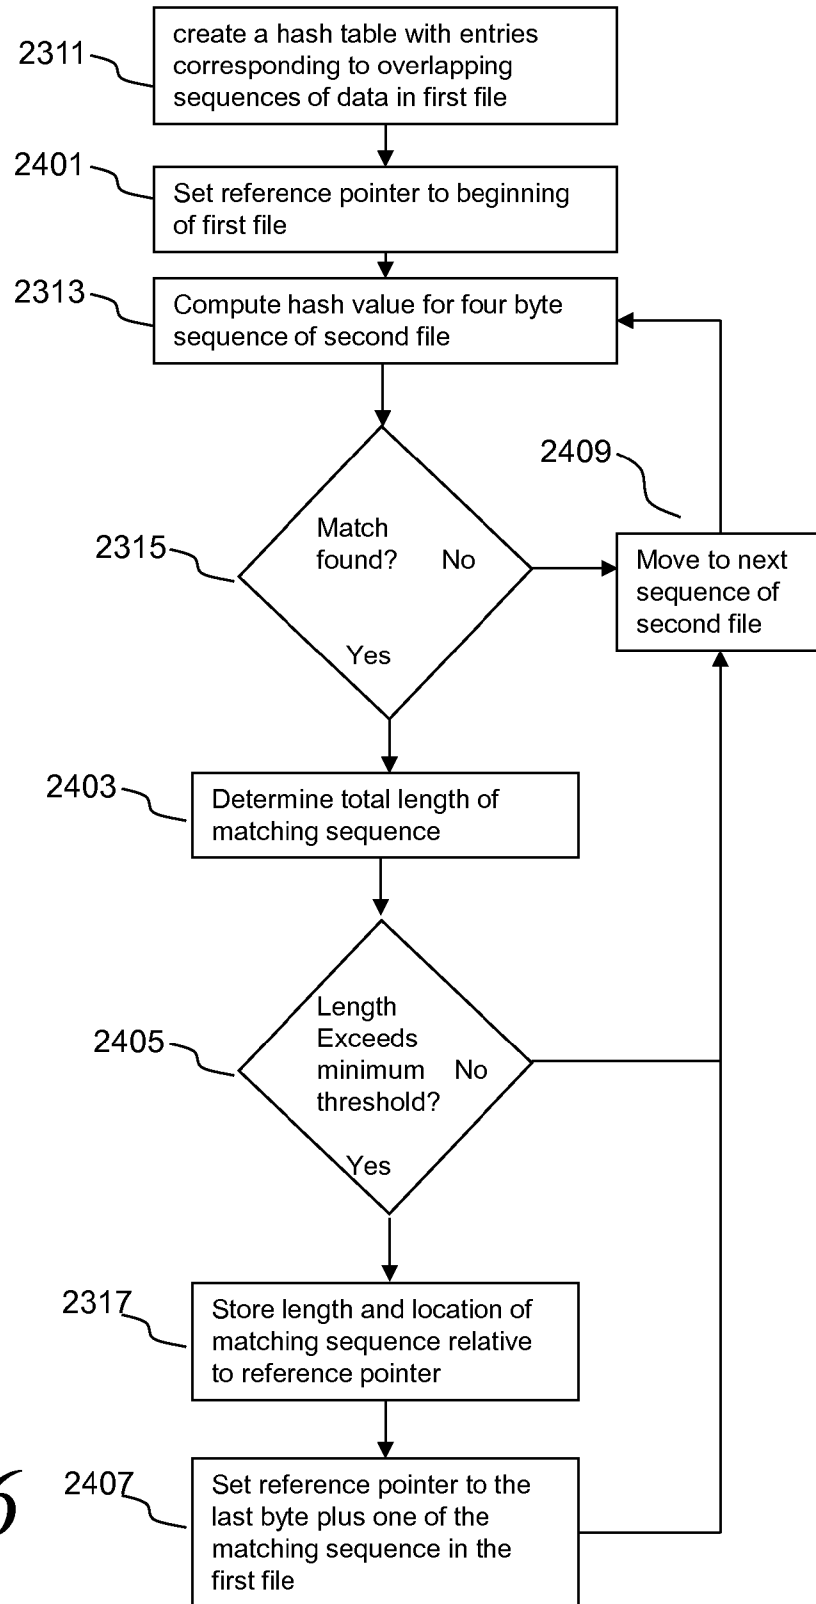 2311
create a hash table with entries
corresponding to overlapping
sequences of data in first file
2401
Set reference pointer to beginning
of first file
2313
Compute hash value for four byte
sequence of second file
2409
2315
Match
found? No
Yes
Move to next
sequence of
second file
2403
Determine total length of
matching sequence
2405
Length
Exceeds
minimum No
threshold?
Yes
2317
Store length and location of
matching sequence relative
to reference pointer
6
2407
Set reference pointer to the
last byte plus one of the
matching sequence in the
first file